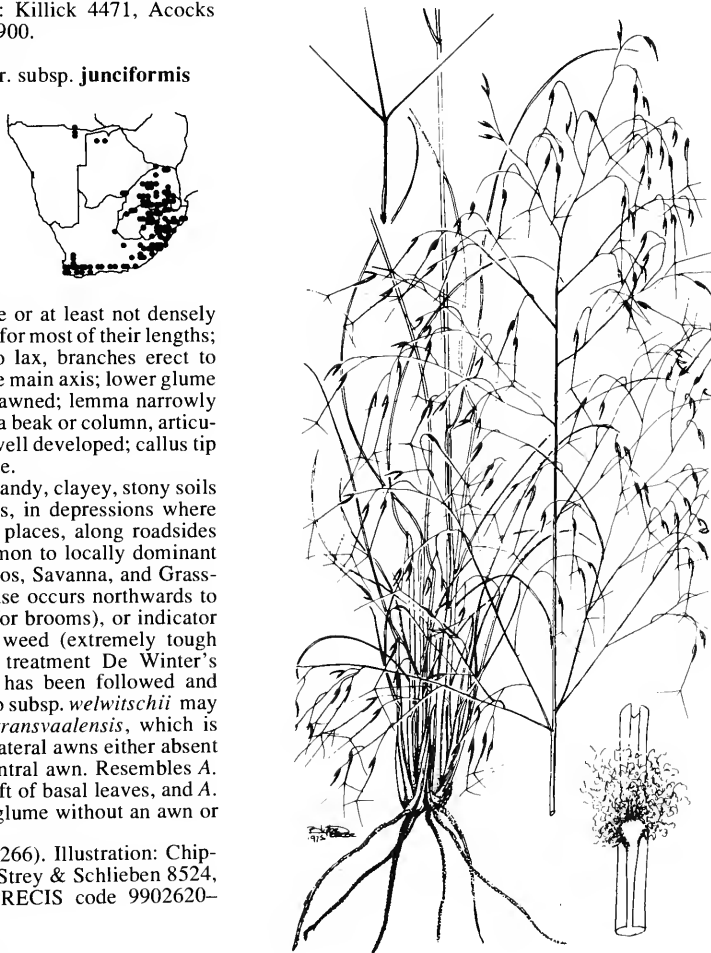 : Killick 4471, Acocks
900.
r. subsp. junciformis
e or at least not densely
for most of their lengths;
o lax, branches erect to
e main axis; lower glume
awned; lemma narrowly
a beak or column, articu-
well developed; callus tip
e.
andy, clayey, stony soils
s, in depressions where
places, along roadsides
mon to locally dominant
os, Savanna, and Grass-
use occurs northwards to
or brooms), or indicator
weed (extremely tough
treatment De Winter's
has been followed and
o subsp. welwitschii may
transvaalensis, which is
ateral awns either absent
ntral awn. Resembles A.
ft of basal leaves, and A.
glume without an awn or
266). Illustration: Chip-
Strey & Schlieben 8524,
RECIS code 9902620–